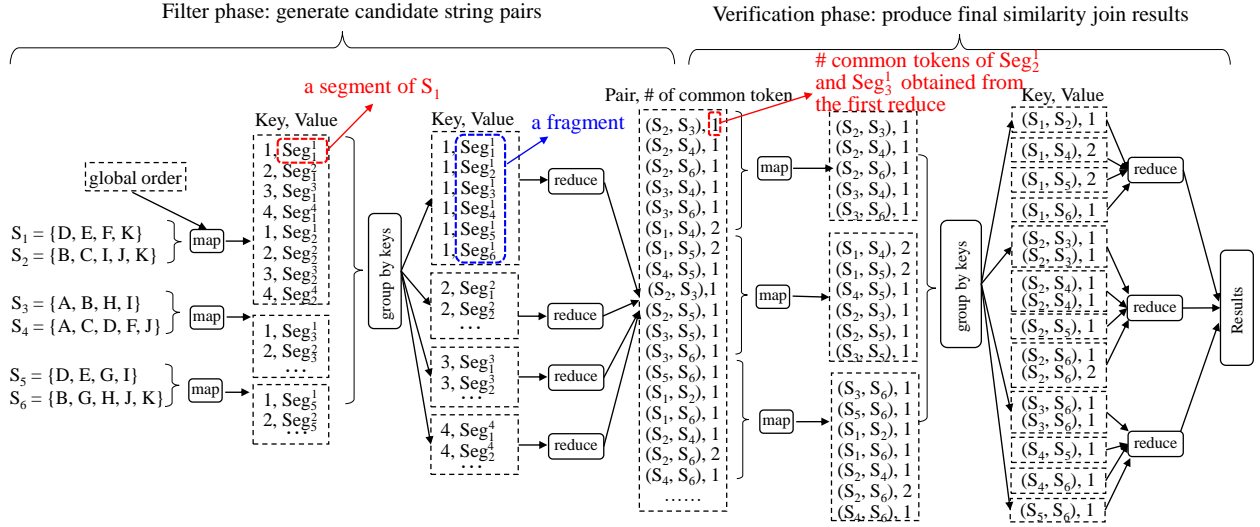 Filter phase: generate candidate string pairs
Verification phase: produce final similarity join results
global order
S₁ = {D, E, F, K}
S₂ = {B, C, I, J, K}
S₃ = {A, B, H, I}
S₄ = {A, C, D, F, J}
S₅ = {D, E, G, I}
S₆ = {B, G, H, J, K}
map
map
map
a segment of S₁
Key, Value
1, Seg₁¹
2, Seg₁²
3, Seg₁³
4, Seg₁⁴
1, Seg₂¹
2, Seg₂²
3, Seg₂³
4, Seg₂⁴
1, Seg₃¹
2, Seg₃²
...
1, Seg₅¹
2, Seg₅²
...
group by keys
Key, Value
a fragment
1, Seg₁¹
1, Seg₂¹
1, Seg₃¹
1, Seg₄¹
1, Seg₅¹
1, Seg₆¹
2, Seg₁²
2, Seg₂²
...
3, Seg₁³
3, Seg₂³
...
4, Seg₁⁴
4, Seg₂⁴
...
reduce
reduce
reduce
reduce
Pair, # of common token
(S₂, S₃), 1
(S₂, S₄), 1
(S₂, S₆), 1
(S₃, S₄), 1
(S₃, S₆), 1
(S₁, S₄), 2
(S₁, S₅), 2
(S₄, S₅), 1
(S₂, S₃),1
(S₂, S₅), 1
(S₃, S₅), 1
(S₃, S₆), 1
(S₅, S₆), 1
(S₁, S₂), 1
(S₁, S₆), 1
(S₂, S₄), 1
(S₂, S₆), 2
(S₄, S₆), 1
......
# common tokens of Seg₂¹
and Seg₃¹ obtained from
the first reduce
map
map
map
(S₂, S₃), 1
(S₂, S₄), 1
(S₂, S₆), 1
(S₃, S₄), 1
(S₃, S₆), 1
(S₁, S₄), 2
(S₁, S₅), 2
(S₄, S₅), 1
(S₂, S₃), 1
(S₂, S₅), 1
(S₃, S₅), 1
(S₃, S₆), 1
(S₅, S₆), 1
(S₁, S₂), 1
(S₁, S₆), 1
(S₂, S₄), 1
(S₂, S₆), 2
(S₄, S₆), 1
group by keys
Key, Value
(S₁, S₂), 1
(S₁, S₄), 2
(S₁, S₅), 2
(S₁, S₆), 1
(S₂, S₃), 1
(S₂, S₃), 1
(S₂, S₄), 1
(S₂, S₄), 1
(S₂, S₅), 1
(S₂, S₆), 1
(S₂, S₆), 2
(S₃, S₆), 1
(S₃, S₆), 1
(S₄, S₅), 1
(S₄, S₆), 1
(S₅, S₆), 1
reduce
reduce
reduce
Results